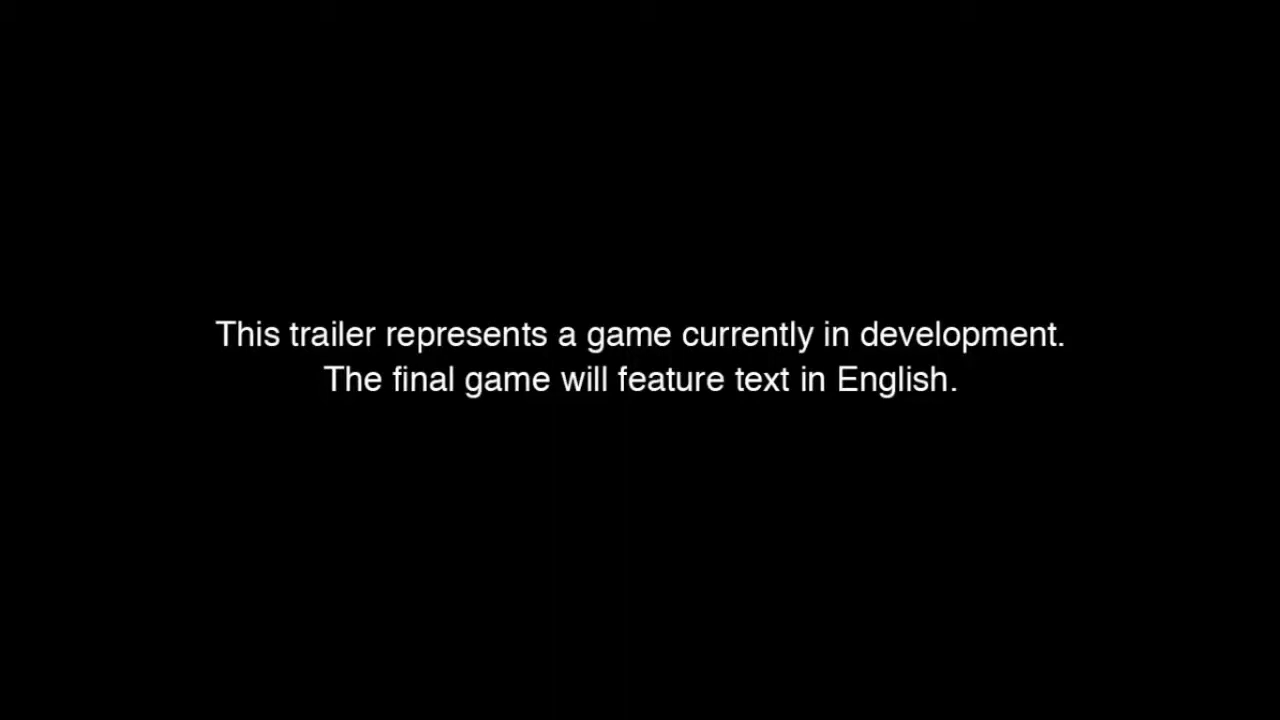 This trailer represents a game currently in development.
The final game will feature text in English.